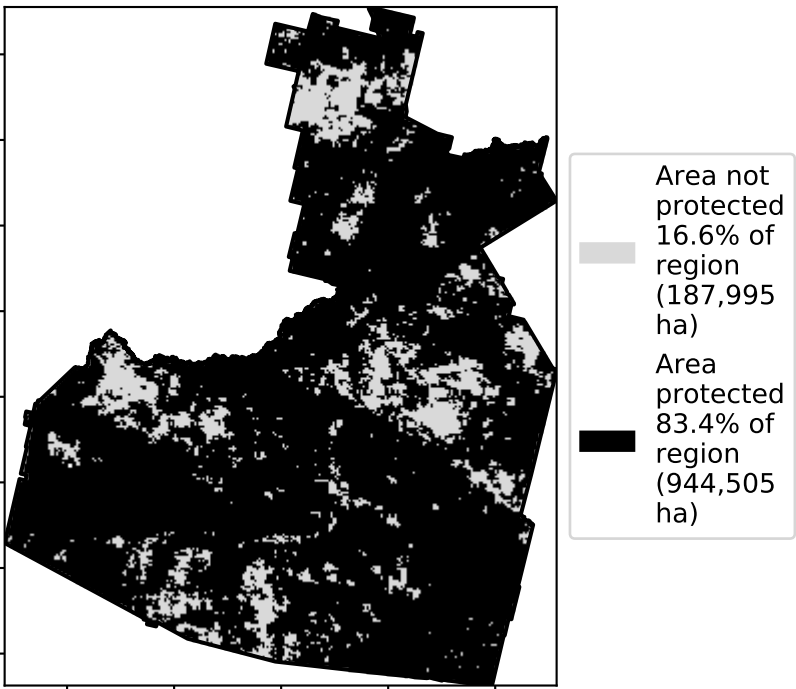 Area not
protected
16.6% of
region
(187,995
ha)
Area
protected
83.4% of
region
(944,505
ha)